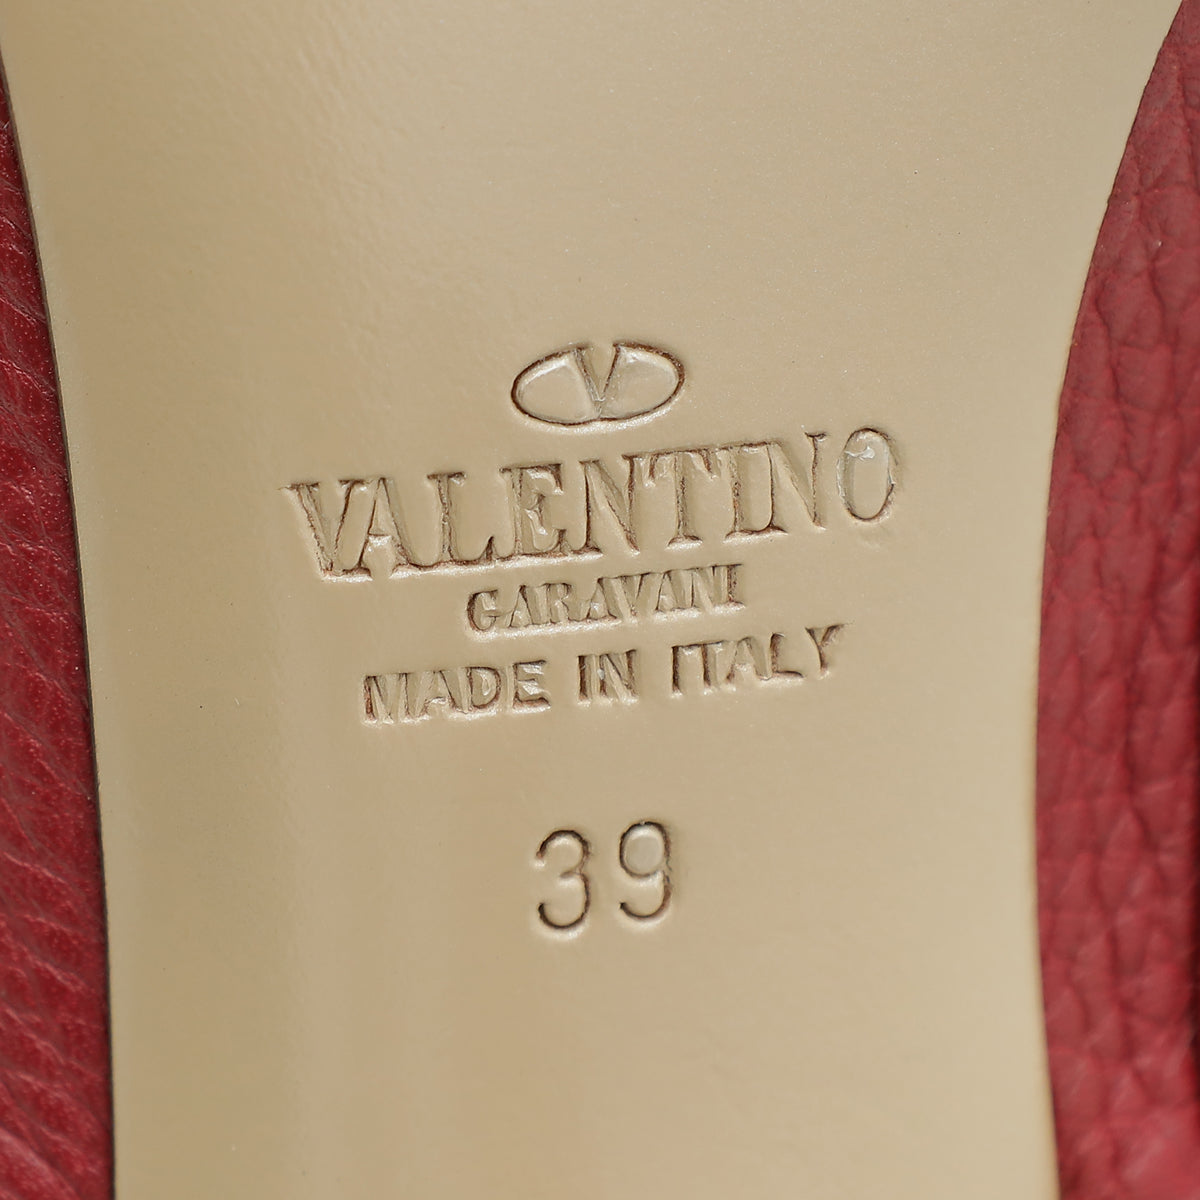 V
VALENTINO
GARAVANI
MADE IN ITALY
39